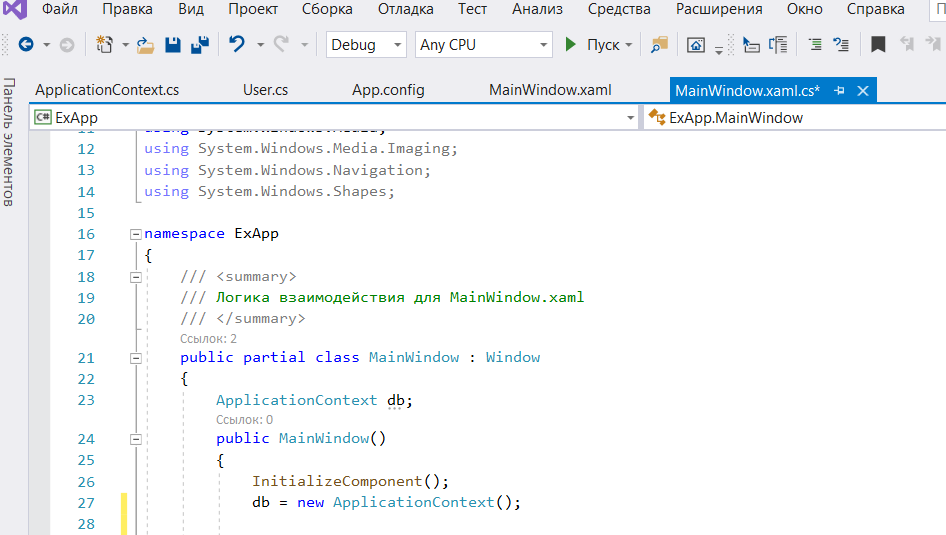 Файл Правка Вид Проект Сборка Отладка Тест Анализ Средства Расширения Окно Справка
Debug Any CPU Пуск
Панель элементов
ApplicationContext.cs User.cs App.config MainWindow.xaml MainWindow.xaml.cs*
C# ExApp ExApp.MainWindow
12 using System.Windows.Media.Imaging;
13 using System.Windows.Navigation;
14 using System.Windows.Shapes;
15
16 namespace ExApp
17 {
18 /// <summary>
19 /// Логика взаимодействия для MainWindow.xaml
20 /// </summary>
Ссылок: 2
21 public partial class MainWindow : Window
22 {
23 ApplicationContext db;
Ссылок: 0
24 public MainWindow()
25 {
26 InitializeComponent();
27 db = new ApplicationContext();
28